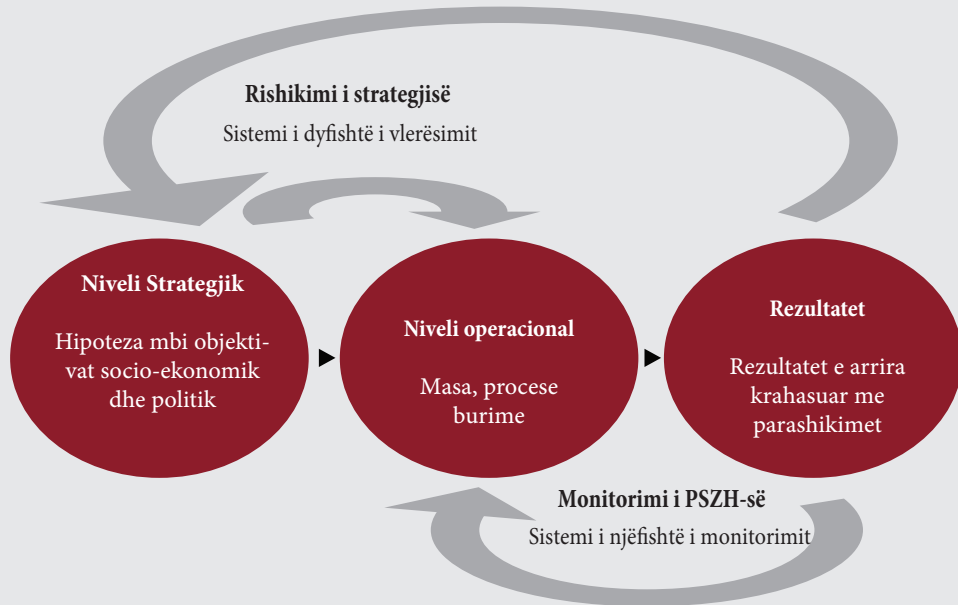 Rishikimi i strategjisë
Sistemi i dyfishtë i vlerësimit
Niveli Strategjik
Hipoteza mbi objekti-
vat socio-ekonomik
dhe politik
Niveli operacional
Masa, procese
burime
Rezultatet
Rezultatet e arrira
krahasuar me
parashikimet
Monitorimi i PSZH-së
Sistemi i njëfishtë i monitorimit